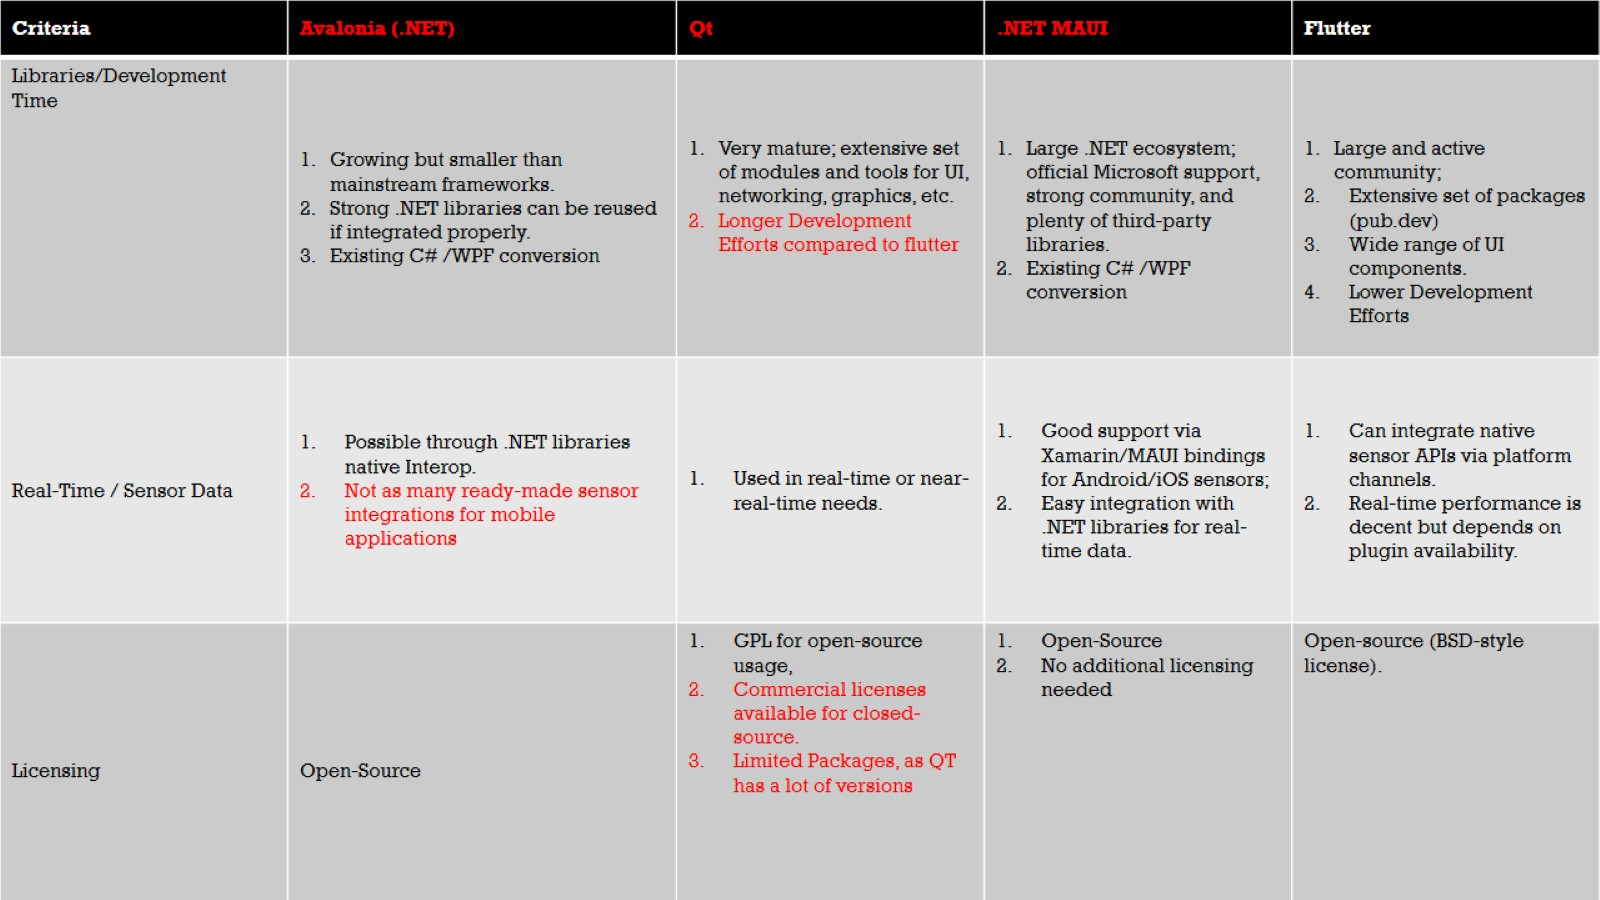 Criteria
Avalonia (.NET)
Qt
.NET MAUI
Flutter
Libraries/Development
Time
1. Growing but smaller than
mainstream frameworks.
2. Strong .NET libraries can be reused
if integrated properly.
3. Existing C# /WPF conversion
1. Very mature; extensive set
of modules and tools for UI,
networking, graphics, etc.
2. Longer Development
Efforts compared to flutter
1. Large .NET ecosystem;
official Microsoft support,
strong community, and
plenty of third-party
libraries.
2. Existing C# /WPF
conversion
1. Large and active
community;
2. Extensive set of packages
(pub.dev)
3. Wide range of UI
components.
4. Lower Development
Efforts
Real-Time / Sensor Data
1. Possible through .NET libraries
native Interop.
2. Not as many ready-made sensor
integrations for mobile
applications
1. Used in real-time or near-
real-time needs.
1. Good support via
Xamarin/MAUI bindings
for Android/iOS sensors;
2. Easy integration with
.NET libraries for real-
time data.
1. Can integrate native
sensor APIs via platform
channels.
2. Real-time performance is
decent but depends on
plugin availability.
Licensing
Open-Source
1. GPL for open-source
usage,
2. Commercial licenses
available for closed-
source.
3. Limited Packages, as QT
has a lot of versions
1. Open-Source
2. No additional licensing
needed
Open-source (BSD-style
license).